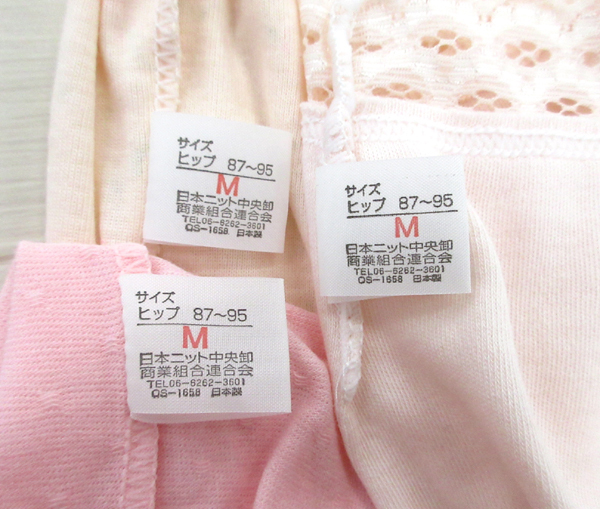 サイズ
ヒップ 87～95
M
日本ニット中央卸
商業組合連合会
TEL06-6262-3601
QS-1658 日本製
サイズ
ヒップ 87～95
M
日本ニット中央卸
商業組合連合会
TEL06-6262-3601
QS-1658 日本製
サイズ
ヒップ 87～95
M
日本ニット中央卸
商業組合連合会
TEL06-6262-3601
QS-1658 日本製